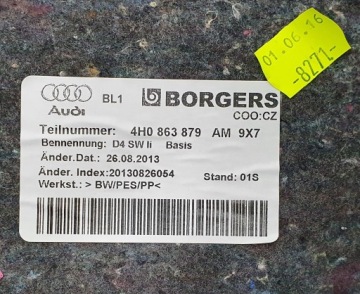 01.06.16
-8271-
Audi
BL1
BORGERS
COO:CZ
Teilnummer: 4H0 863 879 AM 9X7
Bennennung: D4 SW li Basis
Änder.Dat.: 26.08.2013
Änder. Index:20130826054 Stand: 01S
Werkst.: > BW/PES/PP<